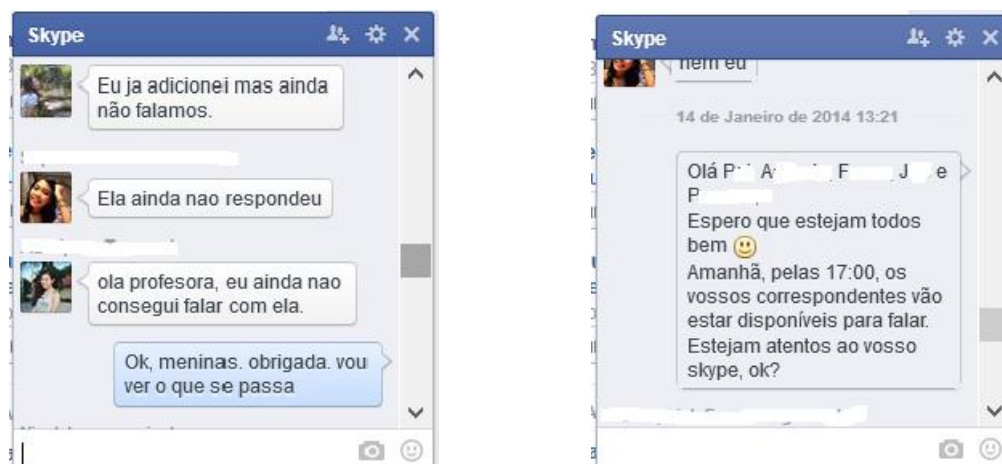 Skype
Eu ja adicionei mas ainda
não falamos.
Ela ainda nao respondeu
ola profesora, eu ainda nao
consegui falar com ela.
Ok, meninas. obrigada. vou
ver o que se passa
Skype
nem eu
14 de Janeiro de 2014 13:21
Olá P A F J e
P
Espero que estejam todos
bem
Amanhã, pelas 17:00, os
vossos correspondentes vão
estar disponíveis para falar.
Estejam atentos ao vosso
skype, ok?